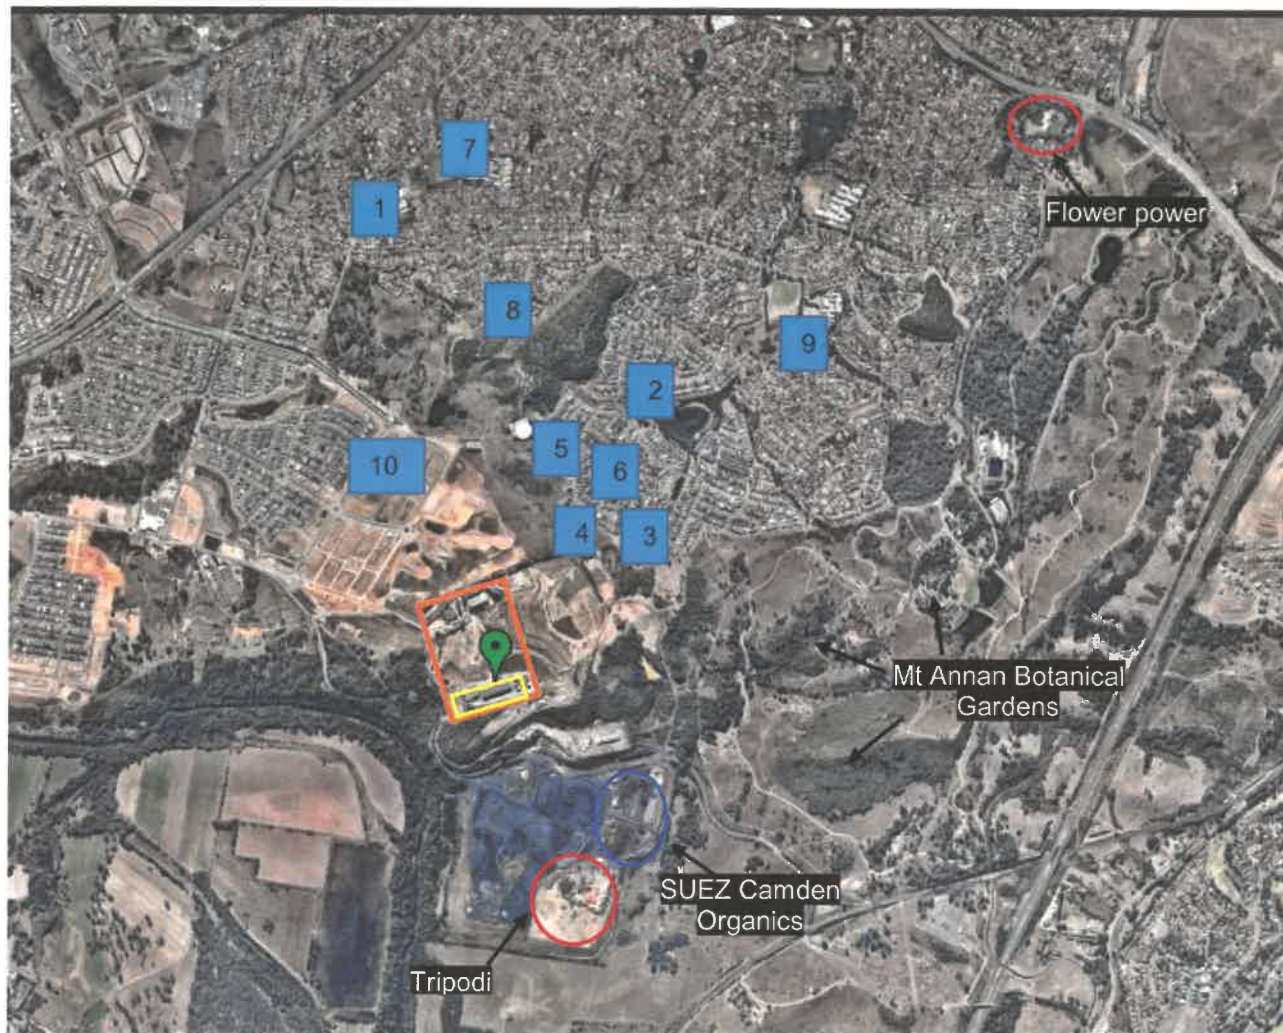 7
1
Flower power
8
9
2
5
6
10
4
3
Mt Annan Botanical
Gardens
SUEZ Camden
Organics
Tripodi